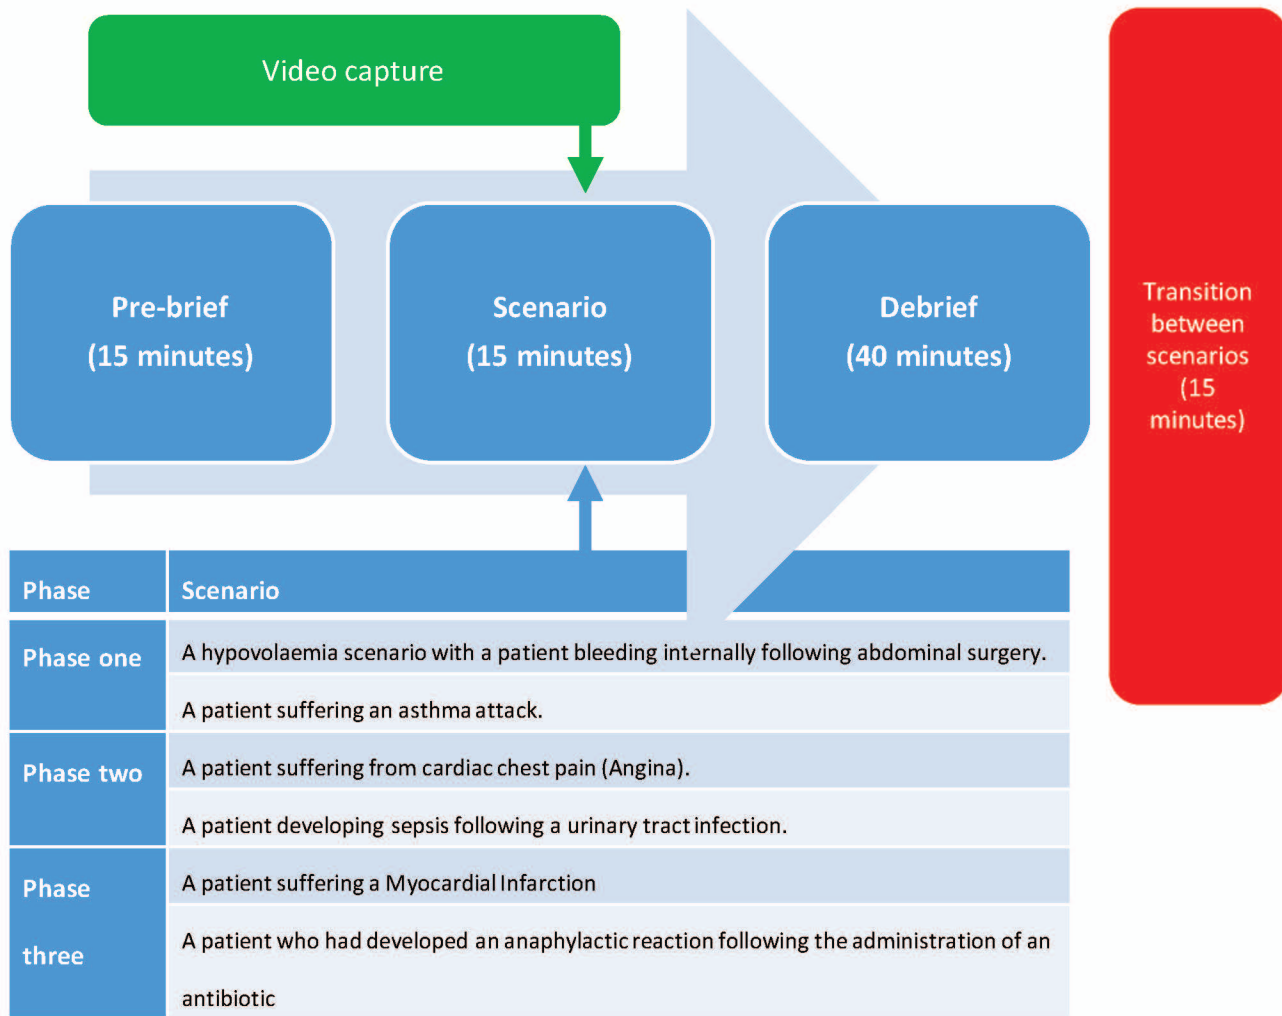 Video capture
Pre-brief
(15 minutes)
Scenario
(15 minutes)
Debrief
(40 minutes)
Transition
between
scenarios
(15
minutes)
Phase
Scenario
Phase one
A hypovolaemia scenario with a patient bleeding internally following abdominal surgery.
A patient suffering an asthma attack.
Phase two
A patient suffering from cardiac chest pain (Angina).
A patient developing sepsis following a urinary tract infection.
Phase
three
A patient suffering a Myocardial Infarction
A patient who had developed an anaphylactic reaction following the administration of an
antibiotic